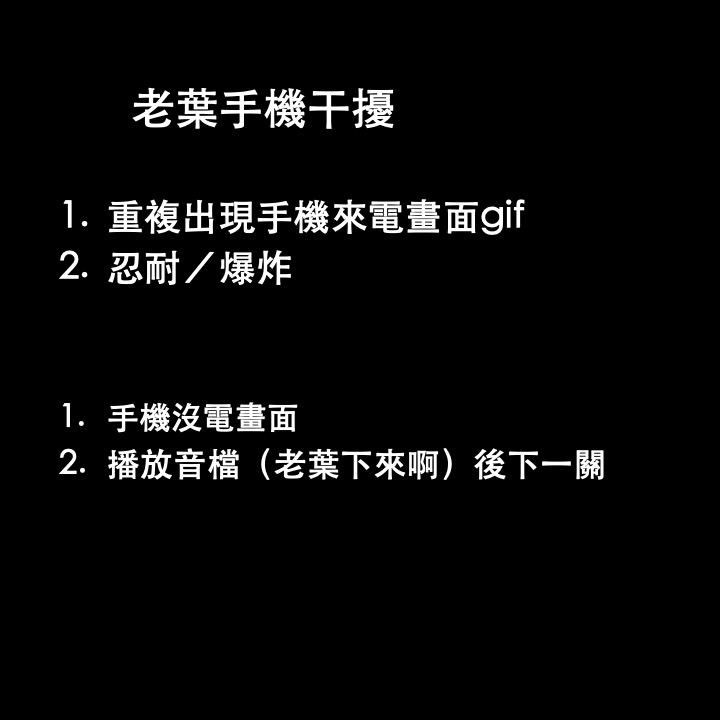 老葉手機干擾
1. 重複出現手機來電畫面gif
2. 忍耐／爆炸
1. 手機沒電畫面
2. 播放音檔（老葉下來啊）後下一關